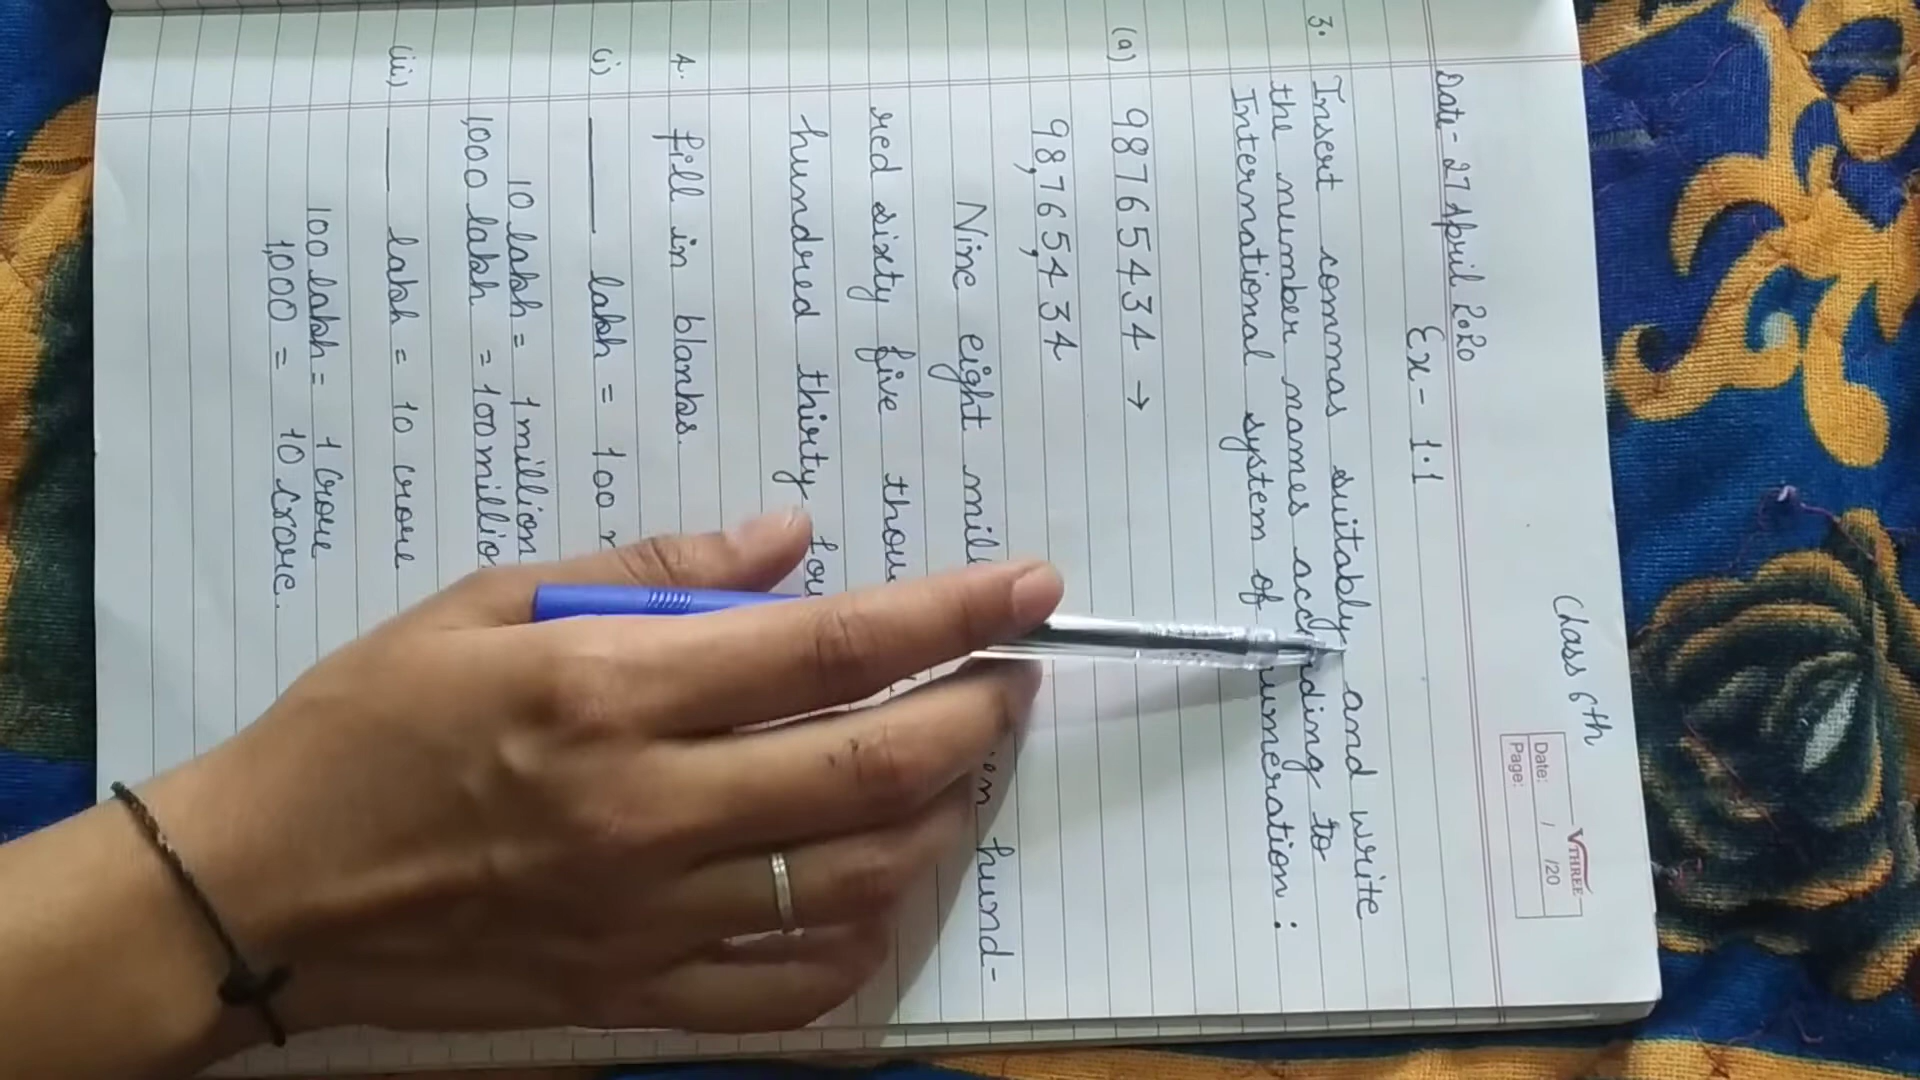 Class 6th
VTHREE
Date: / /20
Page:
Date- 27 April 2020
Ex- 1.1
3. Insert commas suitably and write
the number names according to
International system of numeration:
(a) 98765434 →
98,765,434
Nine eight hund-
red sixty five
hundred thirty
4. fill in blanks.
(i) ____ lakh = 100
10 lakh = 1 million
1,000 lakh = 100 million
(iii) ____ lakh = 10 crore
100 lakh = 1 Crore
1,000 = 10 crore.